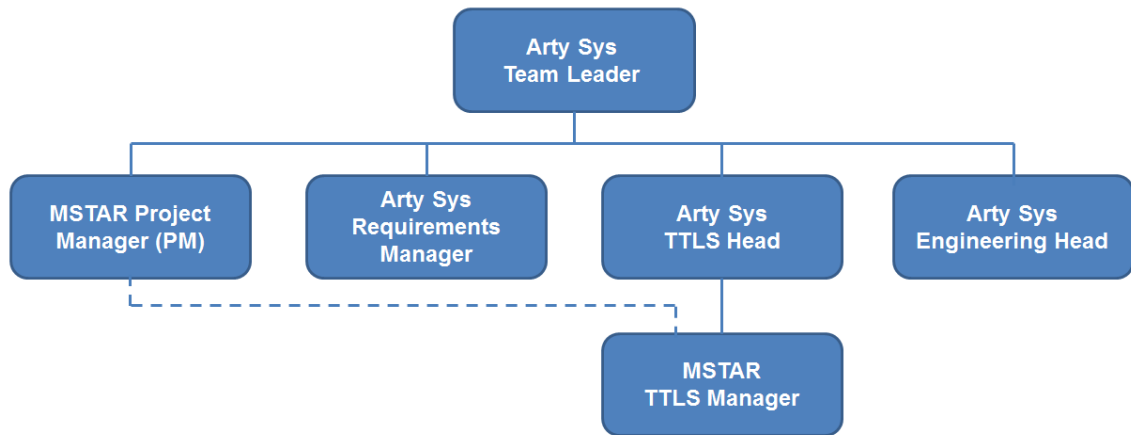 Arty Sys
Team Leader
MSTAR Project
Manager (PM)
Arty Sys
Requirements
Manager
Arty Sys
TTLS Head
Arty Sys
Engineering Head
MSTAR
TTLS Manager